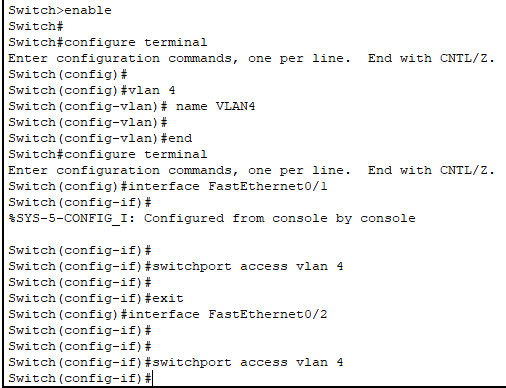 Switch>enable
Switch#
Switch#configure terminal
Enter configuration commands, one per line.  End with CNTL/Z.
Switch(config)#
Switch(config)#vlan 4
Switch(config-vlan)# name VLAN4
Switch(config-vlan)#
Switch(config-vlan)#end
Switch#configure terminal
Enter configuration commands, one per line.  End with CNTL/Z.
Switch(config)#interface FastEthernet0/1
Switch(config-if)#
%SYS-5-CONFIG_I: Configured from console by console
Switch(config-if)#
Switch(config-if)#switchport access vlan 4
Switch(config-if)#
Switch(config-if)#exit
Switch(config)#interface FastEthernet0/2
Switch(config-if)#
Switch(config-if)#
Switch(config-if)#switchport access vlan 4
Switch(config-if)#